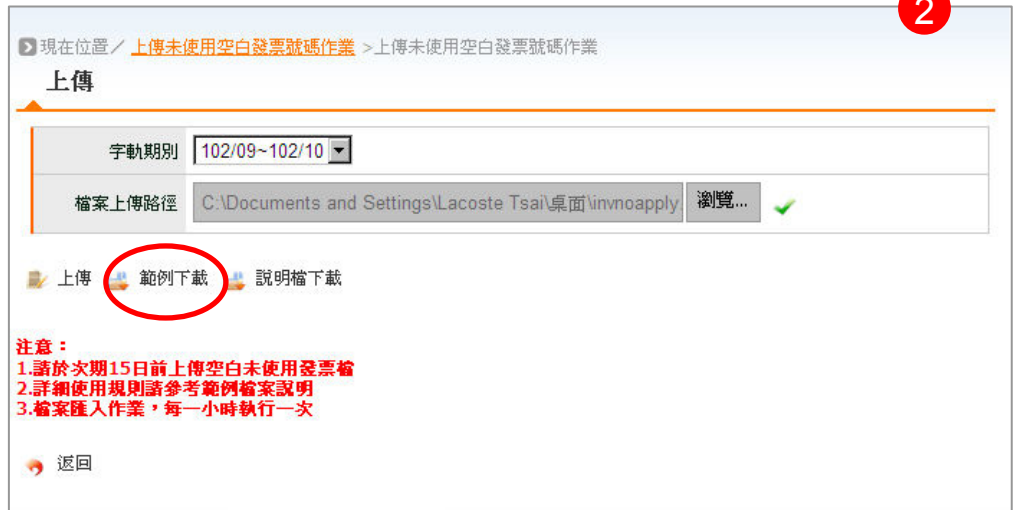 2
現在位置／ 上傳未使用空白發票號碼作業 >上傳未使用空白發票號碼作業
上傳
字軌期別 102/09~102/10
檔案上傳路徑 C:\Documents and Settings\Lacoste Tsai\桌面\invnoapply. 瀏覽...
上傳 範例下載 說明檔下載
注意：
1.請於次期15日前上傳空白未使用發票檔
2.詳細使用規則請參考範例檔案說明
3.檔案匯入作業，每一小時執行一次
返回